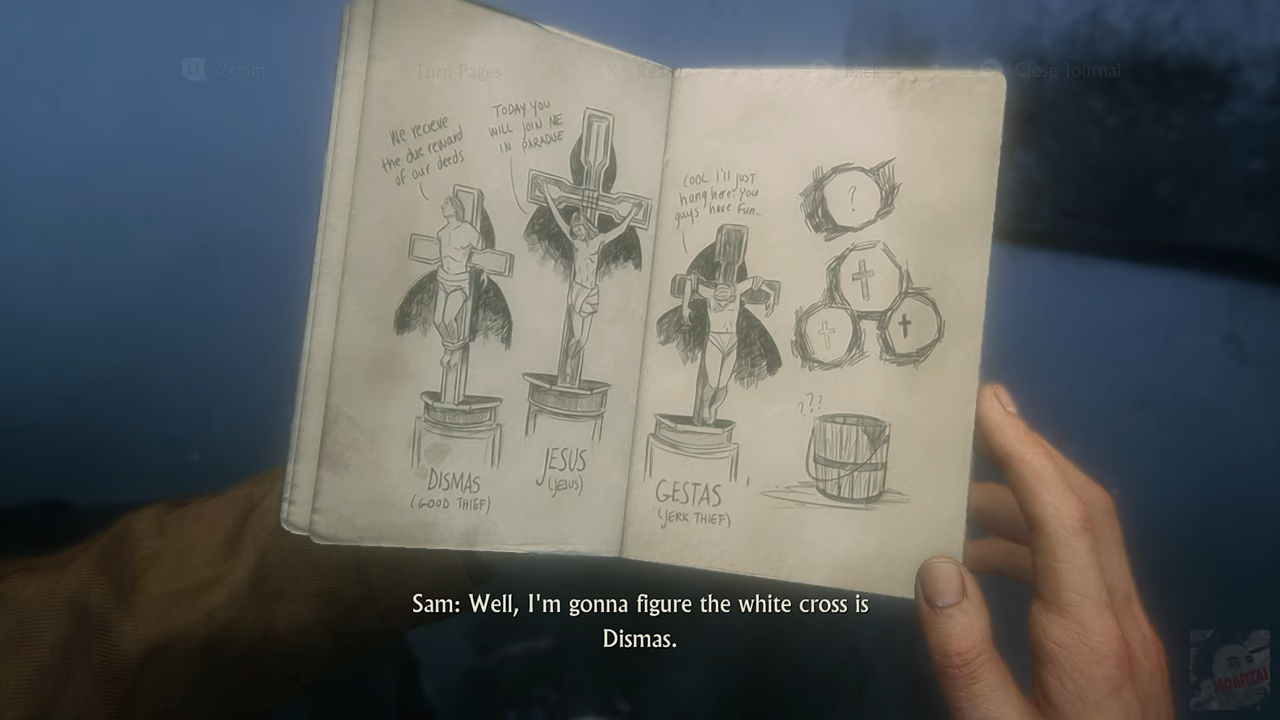 LT Zoom
Turn Pages
Read
Back
Close Journal
We recieve
the due reward
of our deeds
TODAY YOU
WILL JOIN ME
IN PARADISE
COOL I'll JUST
hang here. You
guys have fun...
?
DISMAS
(GOOD THIEF)
JESUS
(JESUS)
GESTAS
(JERK THIEF)
???
Sam: Well, I'm gonna figure the white cross is
Dismas.